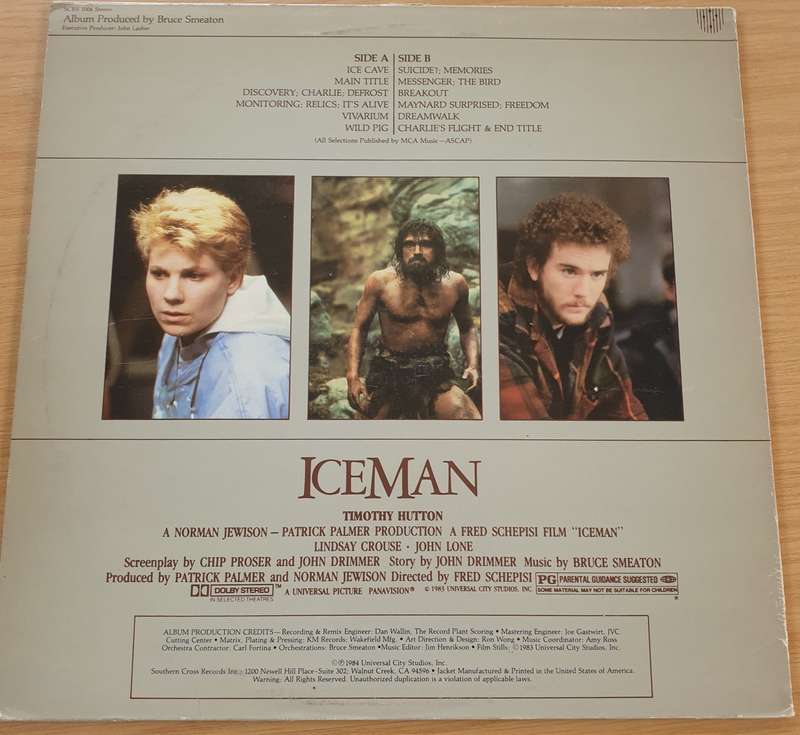 SCRS 1006 Stereo
Album Produced by Bruce Smeaton
Executive Producer: John Lasher
SIDE A
ICE CAVE
MAIN TITLE
DISCOVERY; CHARLIE; DEFROST
MONITORING; RELICS; IT'S ALIVE
VIVARIUM
WILD PIG
SIDE B
SUICIDE?; MEMORIES
MESSENGER; THE BIRD
BREAKOUT
MAYNARD SURPRISED; FREEDOM
DREAMWALK
CHARLIE'S FLIGHT & END TITLE
(All Selections Published by MCA Music—ASCAP)
ICEMAN
TIMOTHY HUTTON
A NORMAN JEWISON – PATRICK PALMER PRODUCTION A FRED SCHEPISI FILM "ICEMAN"
LINDSAY CROUSE · JOHN LONE
Screenplay by CHIP PROSER and JOHN DRIMMER Story by JOHN DRIMMER Music by BRUCE SMEATON
Produced by PATRICK PALMER and NORMAN JEWISON Directed by FRED SCHEPISI
PG PARENTAL GUIDANCE SUGGESTED
SOME MATERIAL MAY NOT BE SUITABLE FOR CHILDREN
DOLBY STEREO™
IN SELECTED THEATRES
A UNIVERSAL PICTURE PANAVISION® © 1983 UNIVERSAL CITY STUDIOS, INC.
ALBUM PRODUCTION CREDITS—Recording & Remix Engineer: Dan Wallin, The Record Plant Scoring • Mastering Engineer: Joe Gastwirt, JVC
Cutting Center • Matrix, Plating & Pressing: KM Records: Wakefield Mfg. • Art Direction & Design: Ron Wong • Music Coordinator: Amy Ross
Orchestra Contractor: Carl Fortina • Orchestrations: Bruce Smeaton •Music Editor: Jim Henrikson • Film Stills: ©1983 Universal City Studios, Inc.
©℗ 1984 Universal City Studios, Inc.
Southern Cross Records Inc.; 1200 Newell Hill Place-Suite 302; Walnut Creek, CA 94596 • Jacket Manufactured & Printed in the United States of America.
Warning: All Rights Reserved. Unauthorized duplication is a violation of applicable laws.